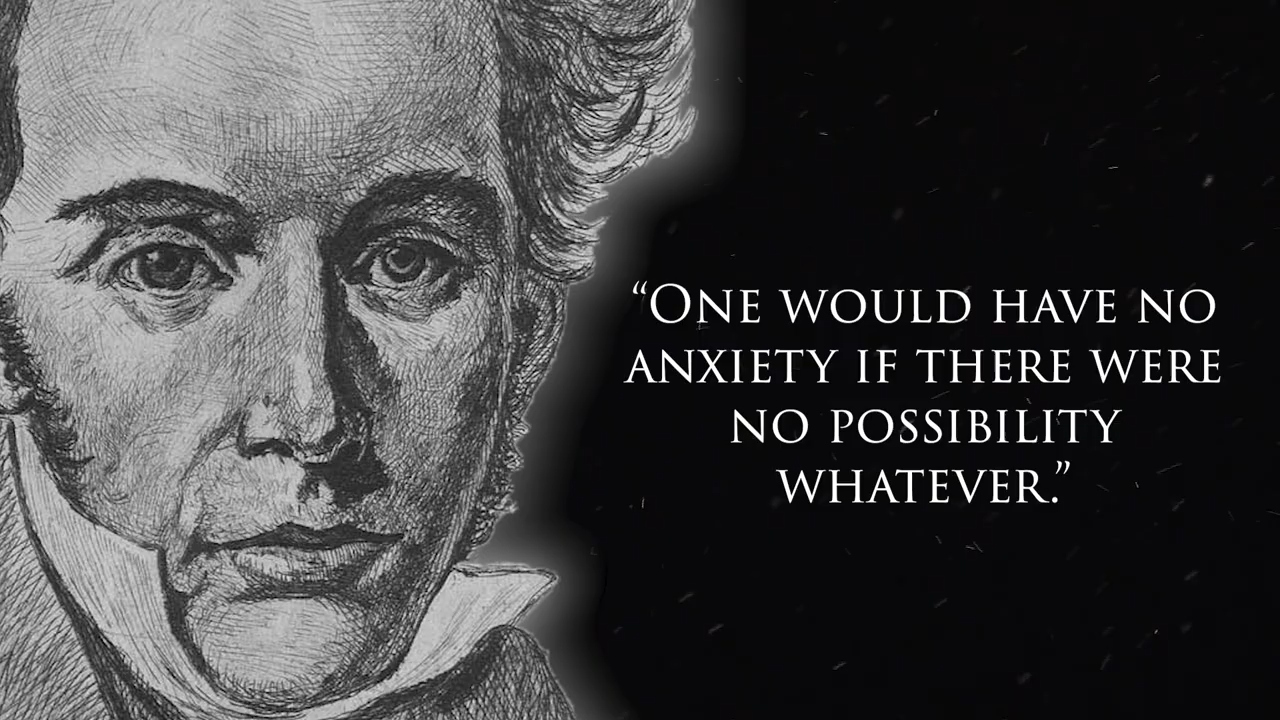 “One would have no
anxiety if there were
no possibility
whatever.”